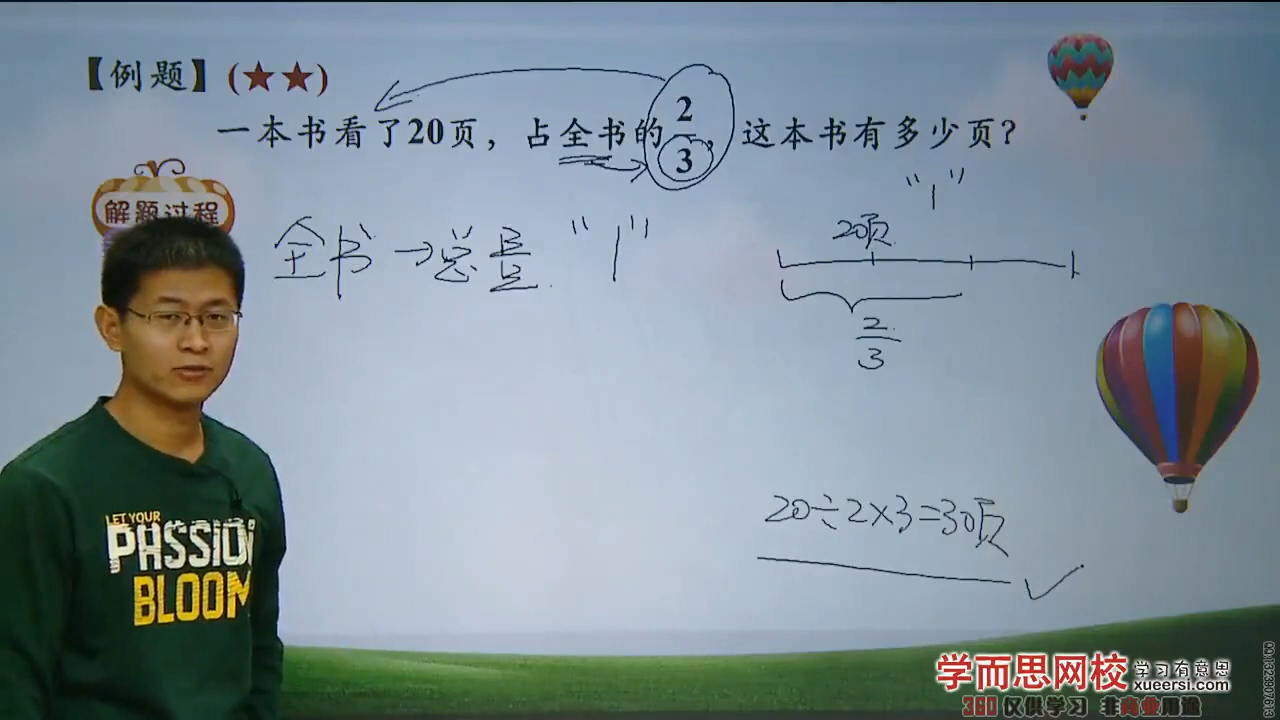 【例题】(★★)
一本书看了20页，占全书的2/3，这本书有多少页？
解题过程
全书→总量 "1"
"1"
20页
2/3
20÷2×3=30页
LET YOUR
PASSION
BLOOM
学而思网校 学习有意思
xueersi.com
360 仅供学习 非商业用途